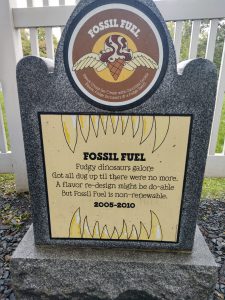 FOSSIL FUEL
FOSSIL FUEL
Fudgy dinosaurs galore
Got all dug up til there were no more.
A flavor re-design might be do-able
But Fossil Fuel is non-renewable.
2005-2010